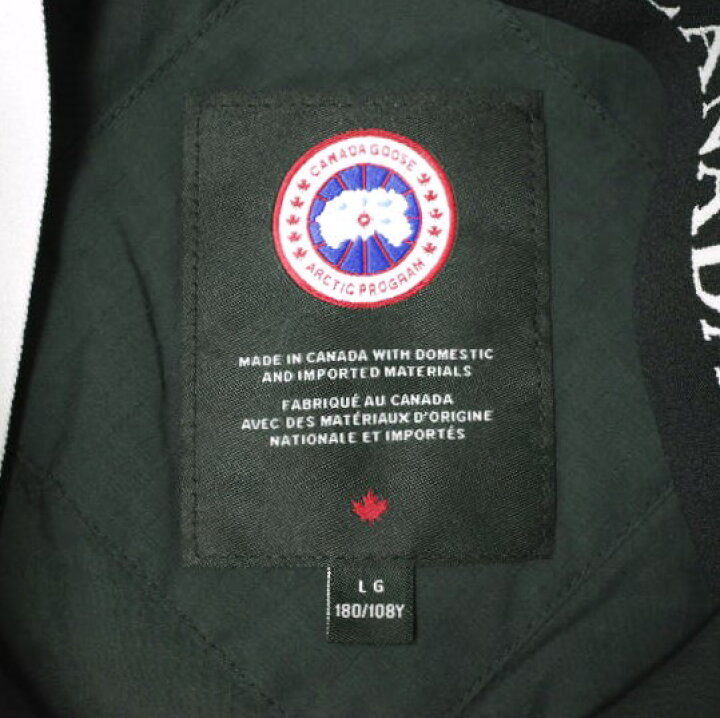 CANADA GOOSE
ARCTIC PROGRAM
MADE IN CANADA WITH DOMESTIC
AND IMPORTED MATERIALS
FABRIQUÉ AU CANADA
AVEC DES MATÉRIAUX D'ORIGINE
NATIONALE ET IMPORTÉS
LG
180/108Y